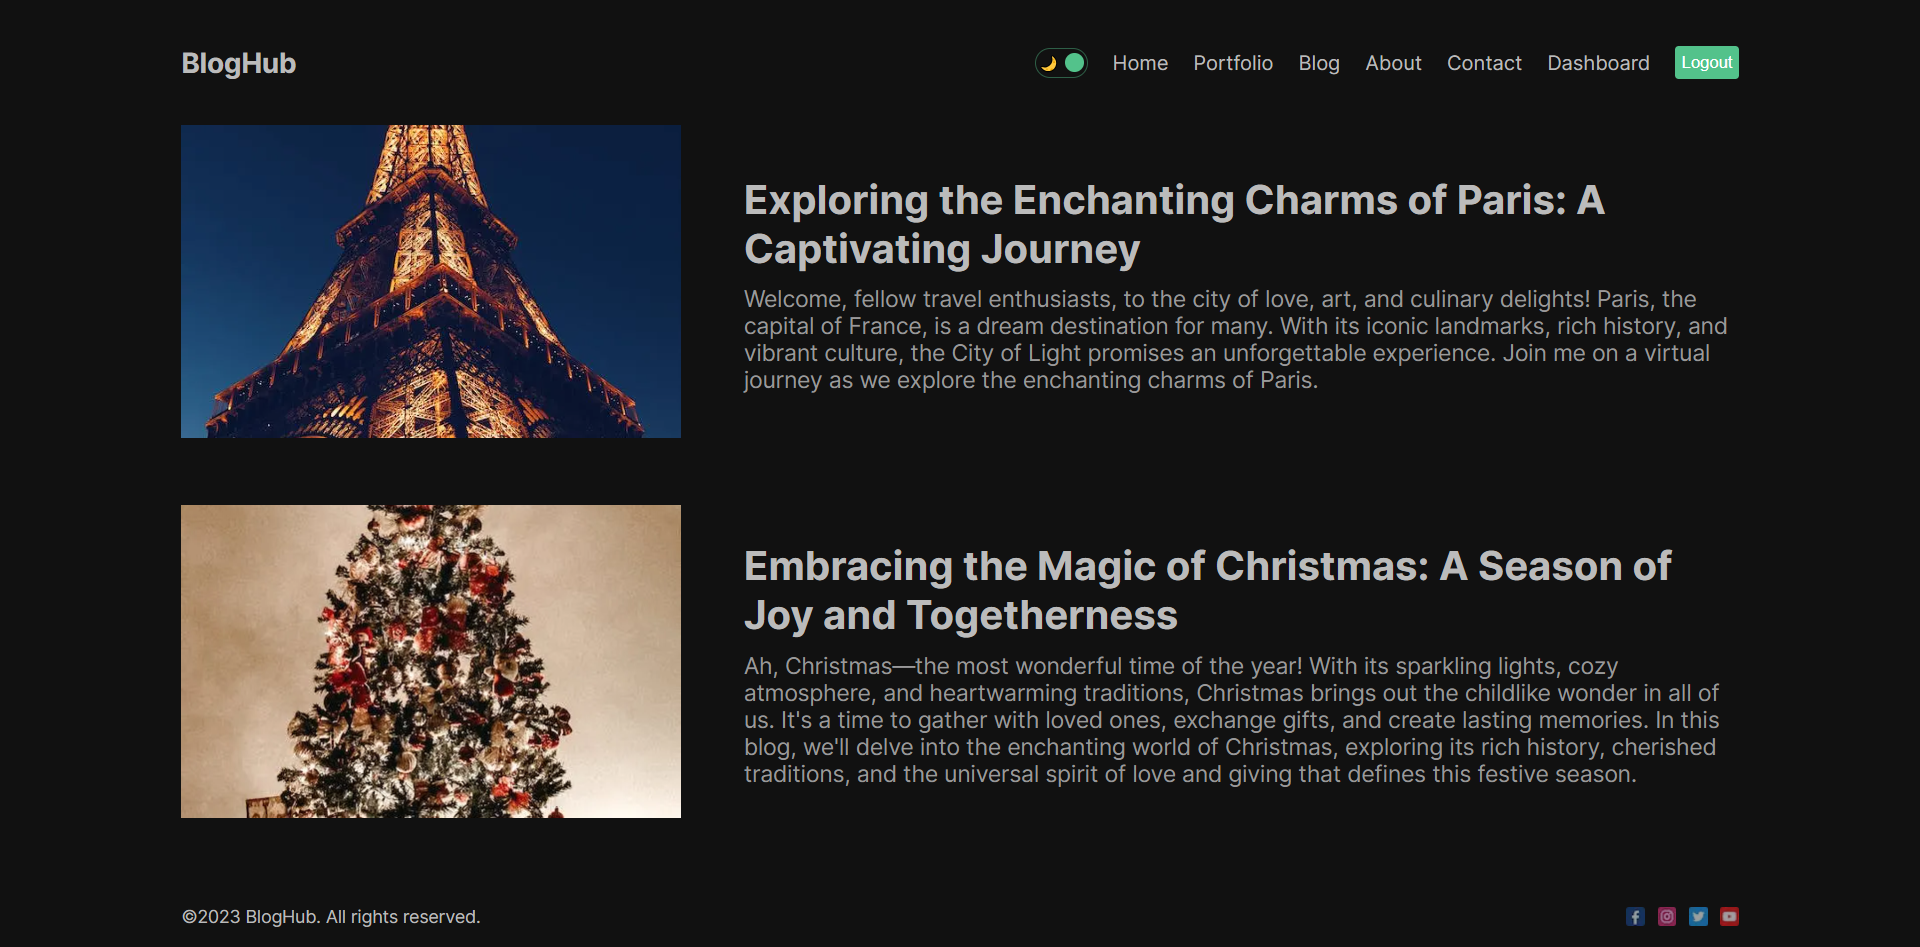 BlogHub
Home Portfolio Blog About Contact Dashboard Logout
Exploring the Enchanting Charms of Paris: A
Captivating Journey
Welcome, fellow travel enthusiasts, to the city of love, art, and culinary delights! Paris, the
capital of France, is a dream destination for many. With its iconic landmarks, rich history, and
vibrant culture, the City of Light promises an unforgettable experience. Join me on a virtual
journey as we explore the enchanting charms of Paris.
Embracing the Magic of Christmas: A Season of
Joy and Togetherness
Ah, Christmas—the most wonderful time of the year! With its sparkling lights, cozy
atmosphere, and heartwarming traditions, Christmas brings out the childlike wonder in all of
us. It's a time to gather with loved ones, exchange gifts, and create lasting memories. In this
blog, we'll delve into the enchanting world of Christmas, exploring its rich history, cherished
traditions, and the universal spirit of love and giving that defines this festive season.
©2023 BlogHub. All rights reserved.